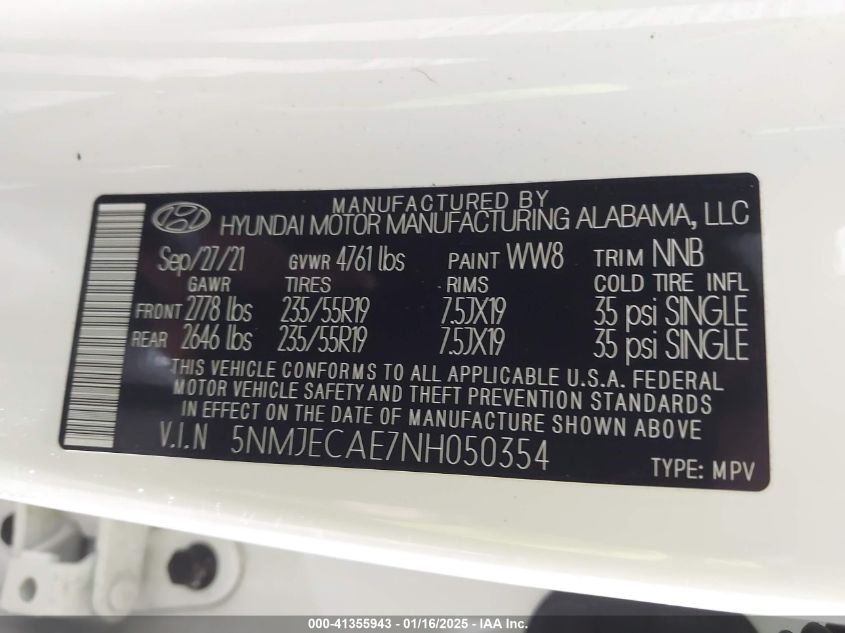 MANUFACTURED BY
HYUNDAI MOTOR MANUFACTURING ALABAMA, LLC
Sep/27/21 GVWR 4761 lbs PAINT WW8 TRIM NNB
GAWR TIRES RIMS COLD TIRE INFL
FRONT 2778 lbs 235/55R19 7.5JX19 35 psi SINGLE
REAR 2646 lbs 235/55R19 7.5JX19 35 psi SINGLE
THIS VEHICLE CONFORMS TO ALL APPLICABLE U.S.A. FEDERAL
MOTOR VEHICLE SAFETY AND THEFT PREVENTION STANDARDS
IN EFFECT ON THE DATE OF MANUFACTURE SHOWN ABOVE
V.I.N 5NMJECAE7NH050354
TYPE: MPV
000-41355943 - 01/16/2025 - IAA Inc.